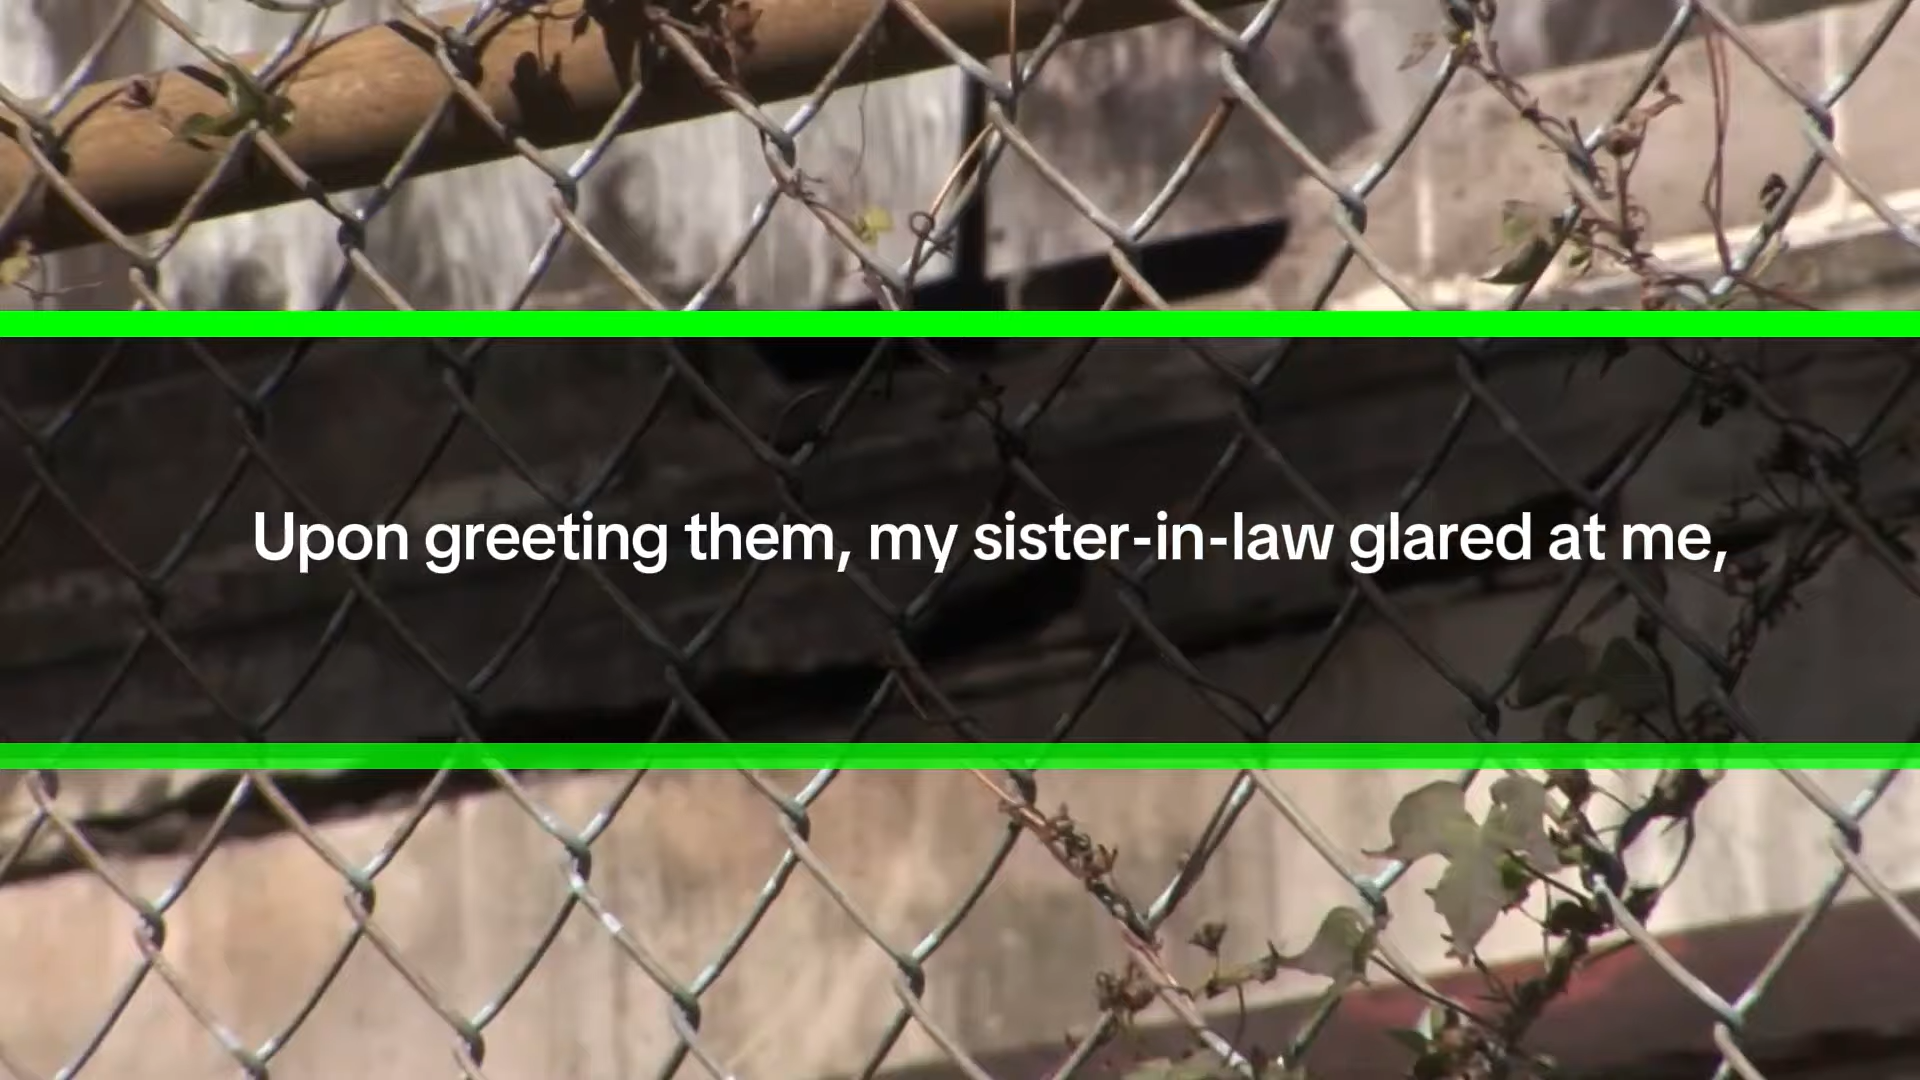 Upon greeting them, my sister-in-law glared at me,